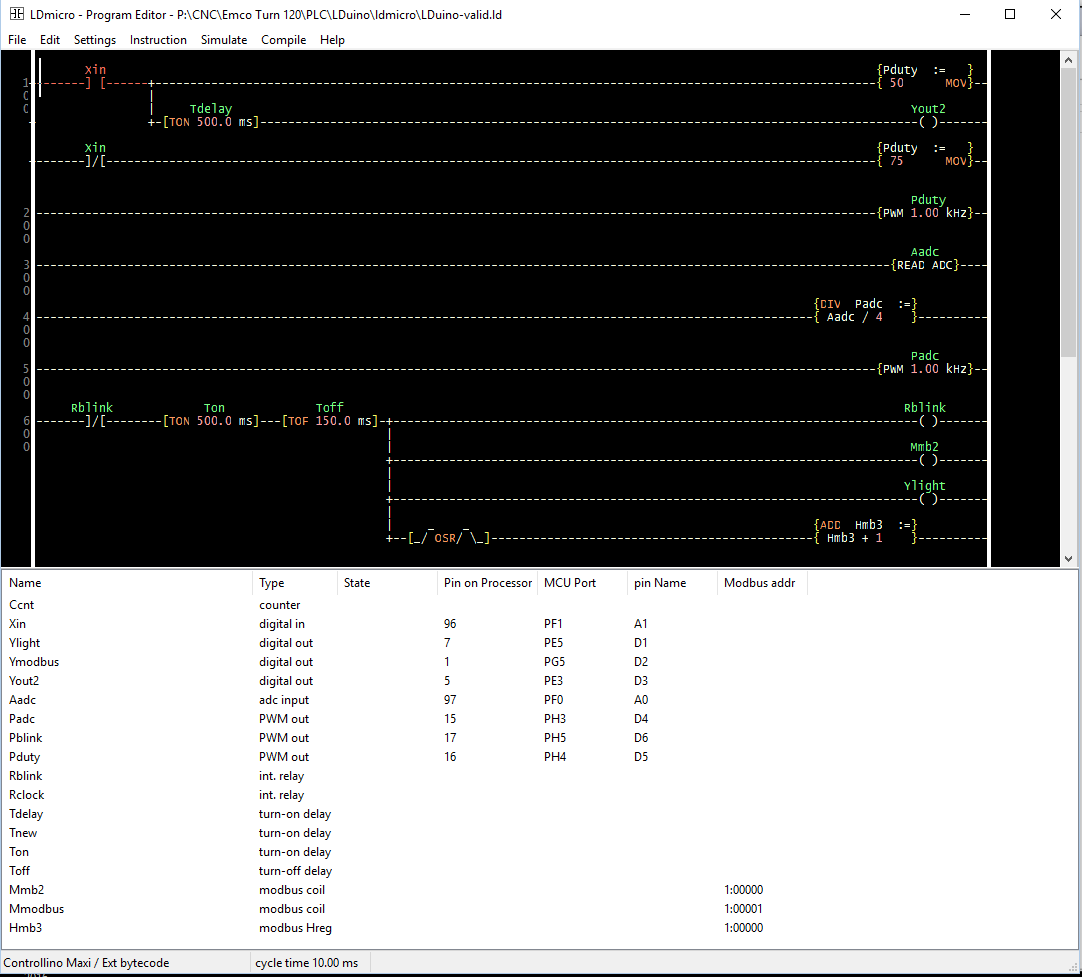 LDmicro - Program Editor - P:\CNC\Emco Turn 120\PLC\LDuino\ldmicro\LDuino-valid.ld
File Edit Settings Instruction Simulate Compile Help
Xin {Pduty := }
1 ------] [------+------{ 50 MOV}--
0
0 Tdelay Yout2
+-[TON 500.0 ms]------( )------
Xin {Pduty := }
------]/[------{ 75 MOV}--
Pduty
2 ------{PWM 1.00 kHz}--
0
0
Aadc
3 ------{READ ADC}----
0
0
{DIV Padc :=}
4 ------{ Aadc / 4 }------
0
0
Padc
5 ------{PWM 1.00 kHz}--
0
0
Rblink Ton Toff Rblink
6 ------]/[------[TON 500.0 ms]---[TOF 150.0 ms]-+------( )------
0
0 Mmb2
+------( )------
Ylight
+------( )------
_ _ {ADD Hmb3 :=}
+--[_/ OSR/ \_]------{ Hmb3 + 1 }------
Name Type State Pin on Processor MCU Port pin Name Modbus addr
Ccnt counter
Xin digital in 96 PF1 A1
Ylight digital out 7 PE5 D1
Ymodbus digital out 1 PG5 D2
Yout2 digital out 5 PE3 D3
Aadc adc input 97 PF0 A0
Padc PWM out 15 PH3 D4
Pblink PWM out 17 PH5 D6
Pduty PWM out 16 PH4 D5
Rblink int. relay
Rclock int. relay
Tdelay turn-on delay
Tnew turn-on delay
Ton turn-on delay
Toff turn-off delay
Mmb2 modbus coil 1:00000
Mmodbus modbus coil 1:00001
Hmb3 modbus Hreg 1:00000
Controllino Maxi / Ext bytecode cycle time 10.00 ms